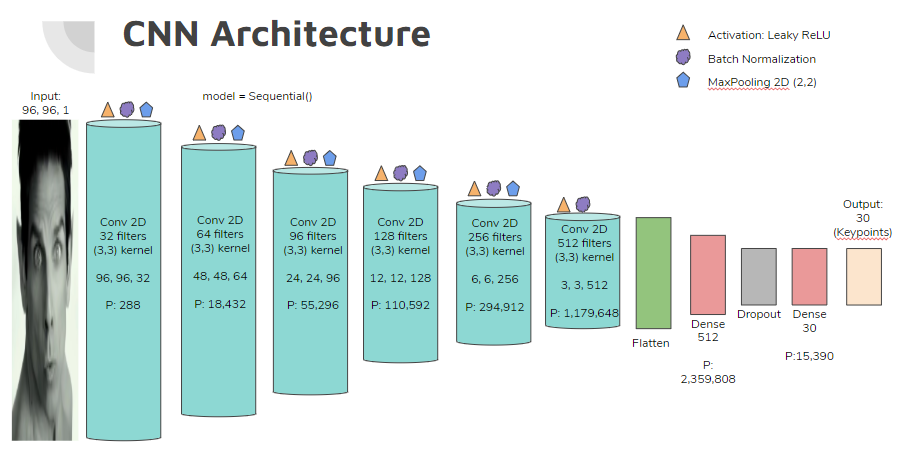 CNN Architecture
Activation: Leaky ReLU
Batch Normalization
MaxPooling 2D (2,2)
Input:
96, 96, 1
model = Sequential()
Conv 2D
32 filters
(3,3) kernel
96, 96, 32
P: 288
Conv 2D
64 filters
(3,3) kernel
48, 48, 64
P: 18,432
Conv 2D
96 filters
(3,3) kernel
24, 24, 96
P: 55,296
Conv 2D
128 filters
(3,3) kernel
12, 12, 128
P: 110,592
Conv 2D
256 filters
(3,3) kernel
6, 6, 256
P: 294,912
Conv 2D
512 filters
(3,3) kernel
3, 3, 512
P: 1,179,648
Flatten
Dense
512
P:
2,359,808
Dropout
Dense
30
P:15,390
Output:
30
(Keypoints)